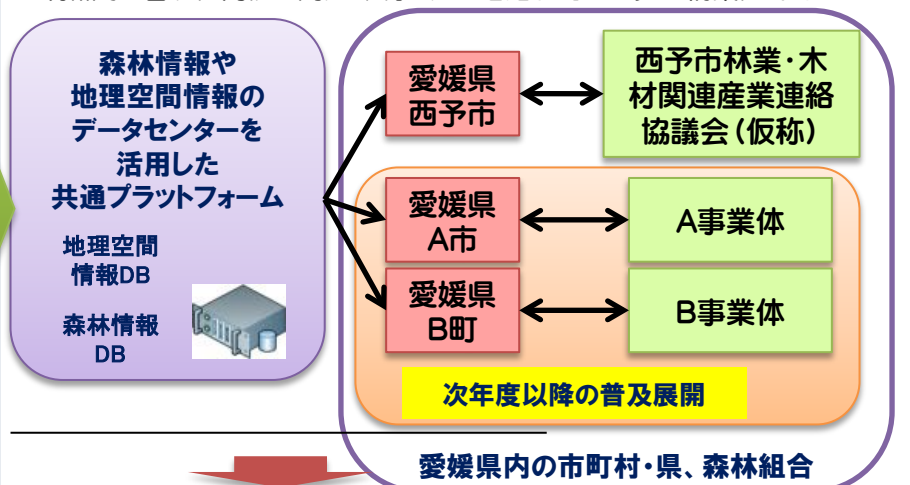 森林情報や
地理空間情報の
データセンターを
活用した
共通プラットフォーム
地理空間
情報DB
森林情報
DB
愛媛県
西予市
西予市林業・木
材関連産業連絡
協議会(仮称)
愛媛県
A市
A事業体
愛媛県
B町
B事業体
次年度以降の普及展開
愛媛県内の市町村・県、森林組合